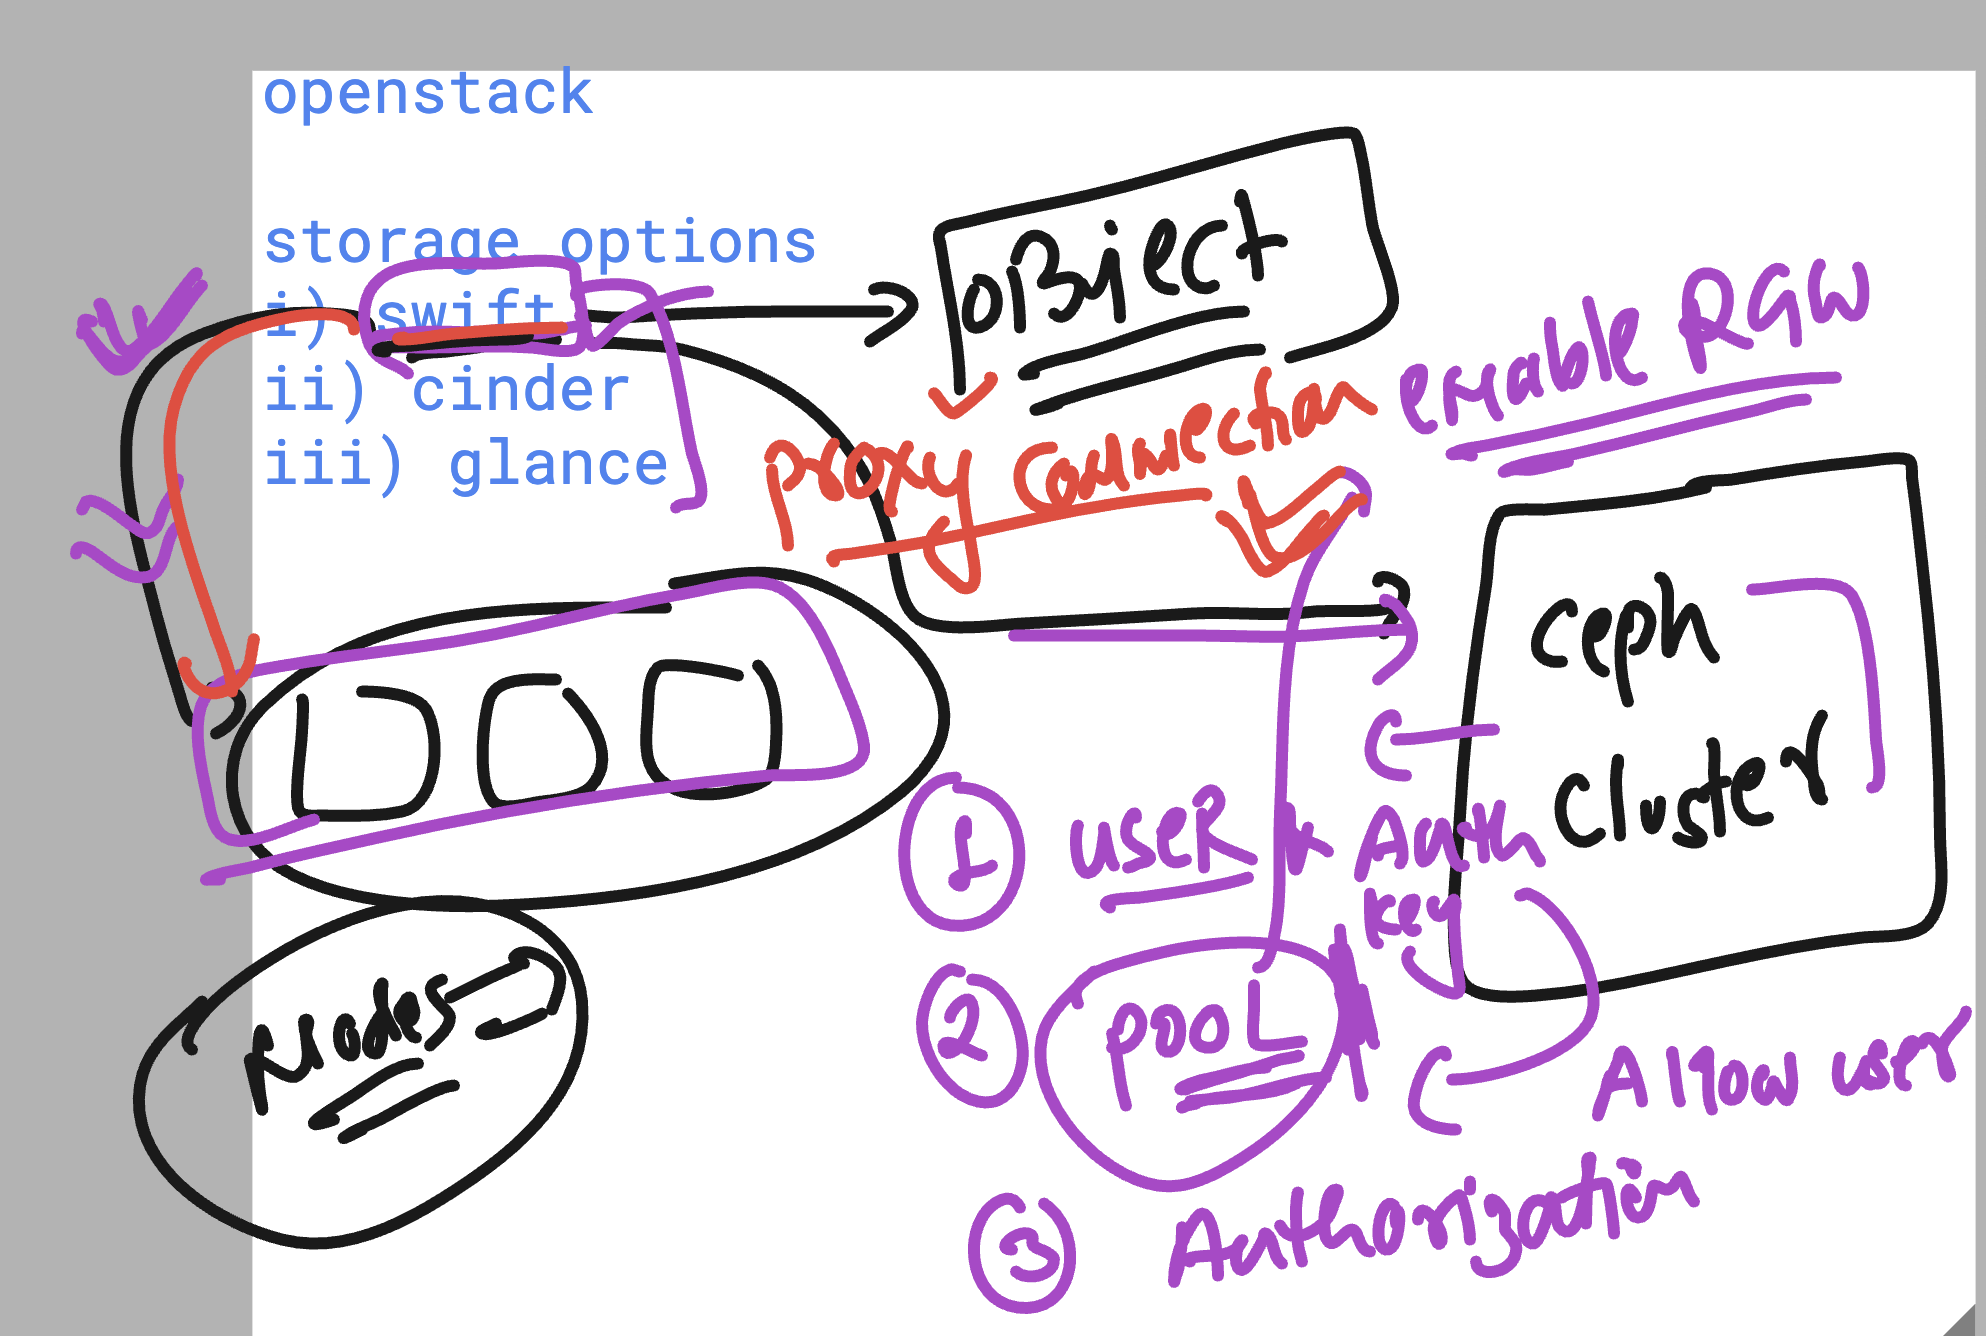 openstack
storage options
i) swift
ii) cinder
iii) glance
OBject
enable RGW
proxy connection
ceph
cluster
1 user & Auth
key
2 pool
Allow user
3 Authorization
Nodes